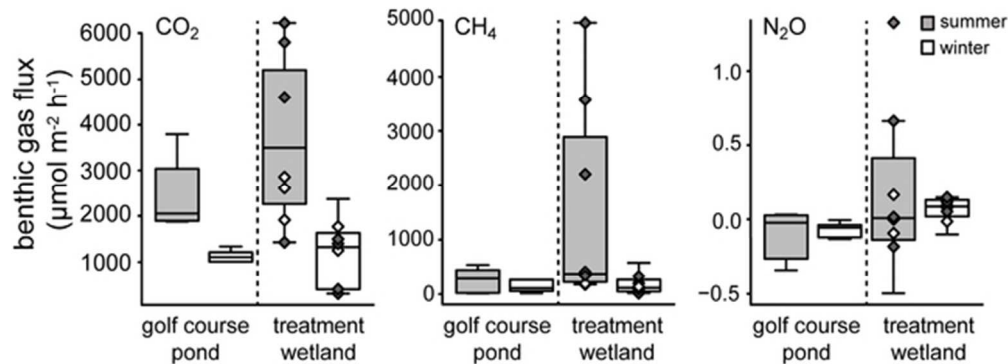 CO₂
CH₄
N₂O
summer
winter
benthic gas flux
(µmol m⁻² h⁻¹)
6000
5000
4000
3000
2000
1000
5000
4000
3000
5000
1000
0
1.0
0.5
0.0
−0.5
golf course
pond
treatment
wetland
golf course
pond
treatment
wetland
golf course
pond
treatment
wetland